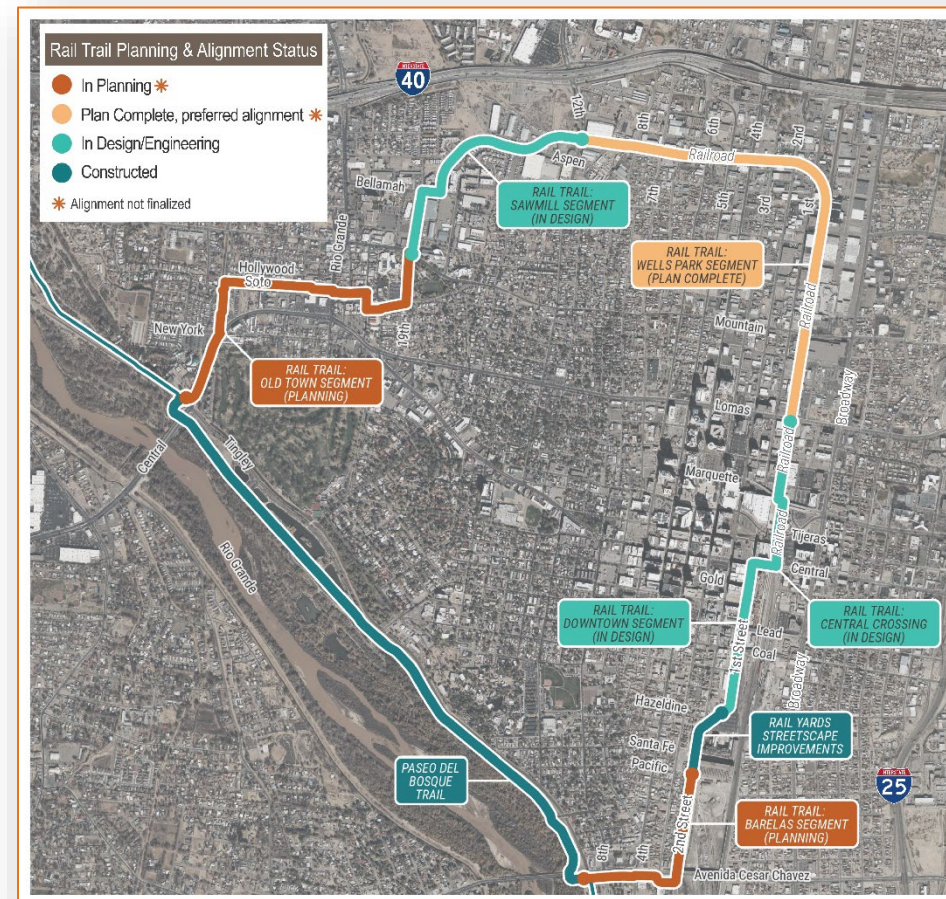 Rail Trail Planning & Alignment Status
In Planning *
Plan Complete, preferred alignment *
In Design/Engineering
Constructed
* Alignment not finalized
INTERSTATE
40
12th
8th
6th
4th
2nd
Aspen
Railroad
Bellamah
RAIL TRAIL:
SAWMILL SEGMENT
(IN DESIGN)
7th
5th
3rd
1st
Rio Grande
Hollywood
Soto
RAIL TRAIL:
WELLS PARK SEGMENT
(PLAN COMPLETE)
Railroad
19th
New York
Mountain
RAIL TRAIL:
OLD TOWN SEGMENT
(PLANNING)
Lomas
Broadway
Railroad
Central
Tingley
Marquette
Railroad
Tijeras
Rio Grande
Gold
Central
RAIL TRAIL:
DOWNTOWN SEGMENT
(IN DESIGN)
RAIL TRAIL:
CENTRAL CROSSING
(IN DESIGN)
1st Street
Lead
Coal
Broadway
Hazeldine
RAIL YARDS
STREETSCAPE
IMPROVEMENTS
Santa Fe
Pacific
PASEO DEL
BOSQUE
TRAIL
INTERSTATE
25
RAIL TRAIL:
BARELAS SEGMENT
(PLANNING)
2nd Street
8th
4th
Avenida Cesar Chavez